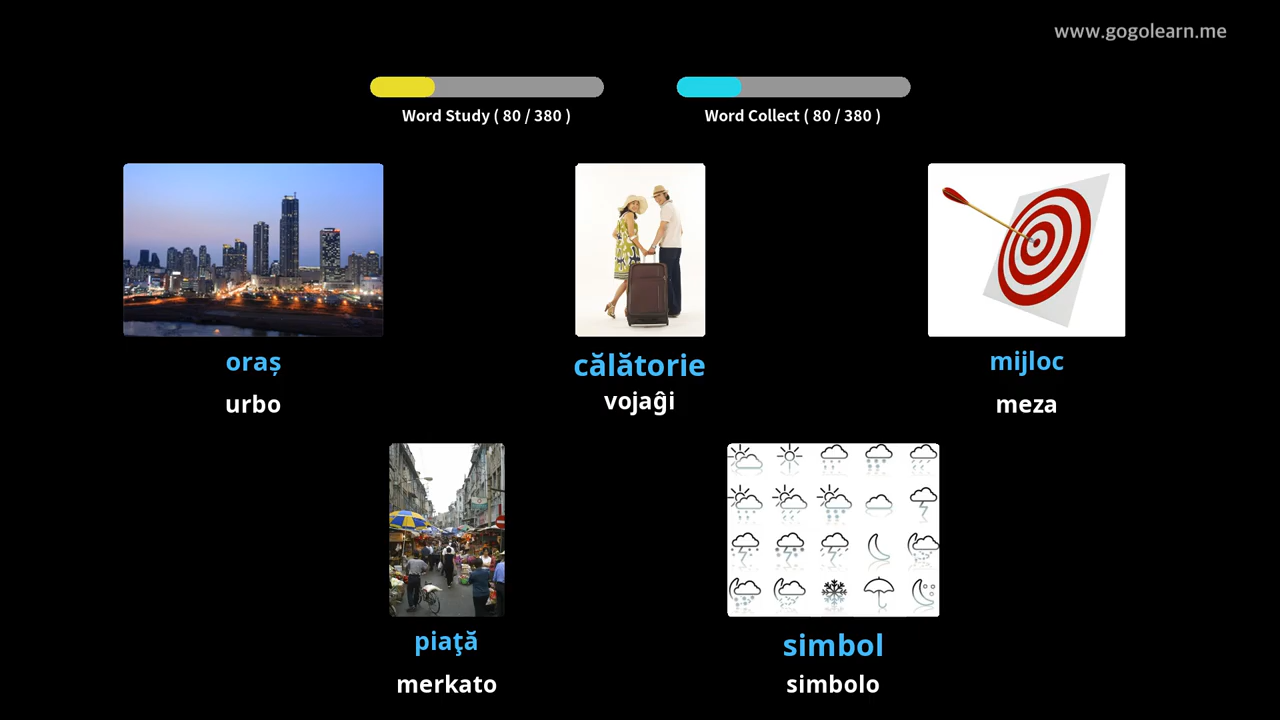 www.gogolearn.me
Word Study ( 80 / 380 )
Word Collect ( 80 / 380 )
oraș
urbo
călătorie
vojaĝi
mijloc
meza
piaţă
merkato
simbol
simbolo